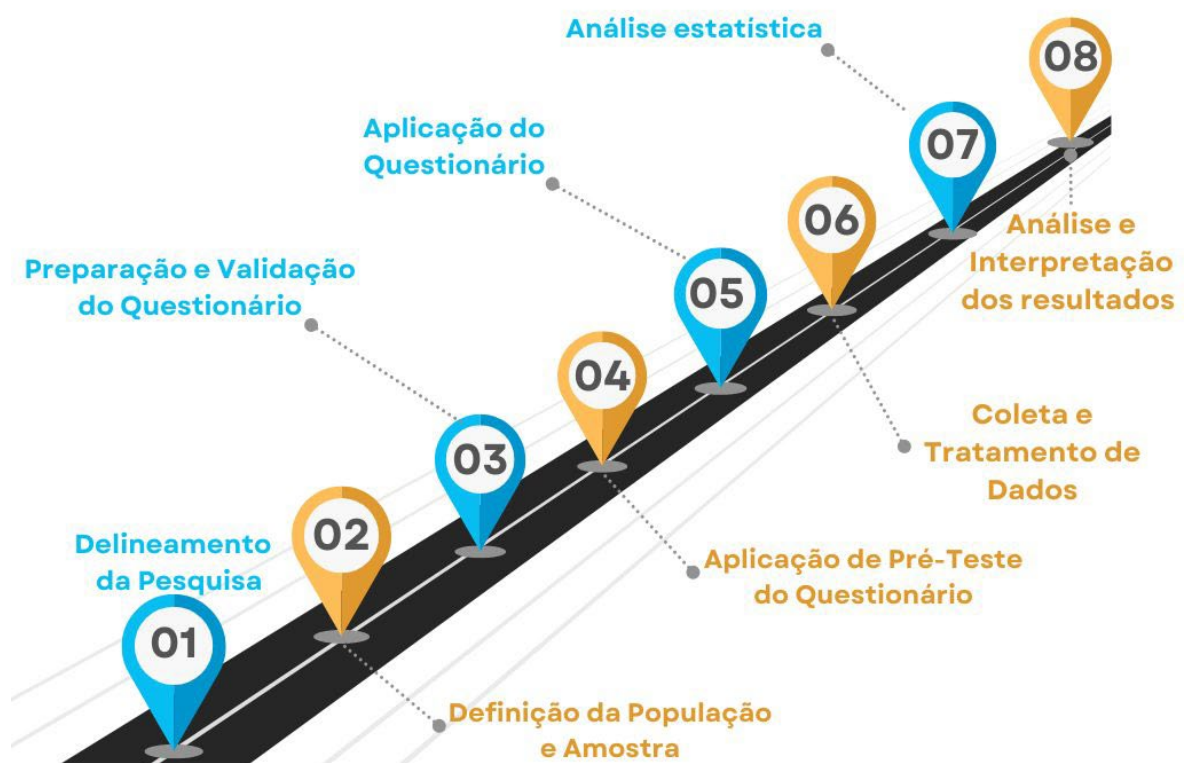 01
Delineamento
da Pesquisa
02
Definição da População
e Amostra
03
Preparação e Validação
do Questionário
04
Aplicação de Pré-Teste
do Questionário
05
Aplicação do
Questionário
06
Coleta e
Tratamento de
Dados
07
Análise estatística
08
Análise e
Interpretação
dos resultados